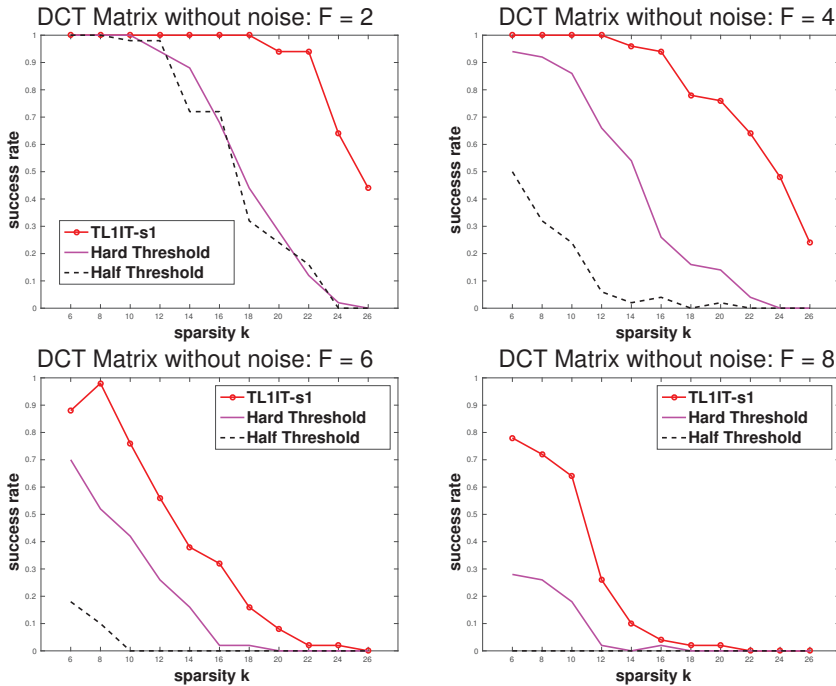 DCT Matrix without noise: F = 2
success rate
1
0.9
0.8
0.7
0.6
0.5
0.4
0.3
0.2
0.1
0
TL1IT-s1
Hard Threshold
Half Threshold
6 8 10 12 14 16 18 20 22 24 26
sparsity k
DCT Matrix without noise: F = 4
successs rate
1
0.9
0.8
0.7
0.6
0.5
0.4
0.3
0.2
0.1
0
6 8 10 12 14 16 18 20 22 24 26
sparsity k
DCT Matrix without noise: F = 6
success rate
1
0.9
0.8
0.7
0.6
0.5
0.4
0.3
0.2
0.1
0
TL1IT-s1
Hard Threshold
Half Threshold
6 8 10 12 14 16 18 20 22 24 26
sparsity k
DCT Matrix without noise: F = 8
success rate
1
0.9
0.8
0.7
0.6
0.5
0.4
0.3
0.2
0.1
0
TL1IT-s1
Hard Threshold
Half Threshold
6 8 10 12 14 16 18 20 22 24 26
sparsity k